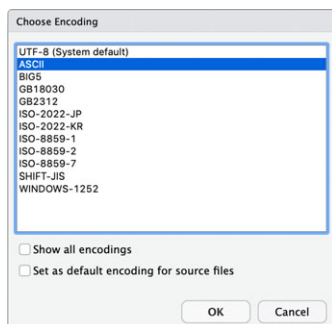 Choose Encoding
UTF-8 (System default)
ASCII
BIG5
GB18030
GB2312
ISO-2022-JP
ISO-2022-KR
ISO-8859-1
ISO-8859-2
ISO-8859-7
SHIFT-JIS
WINDOWS-1252
Show all encodings
Set as default encoding for source files
OK Cancel